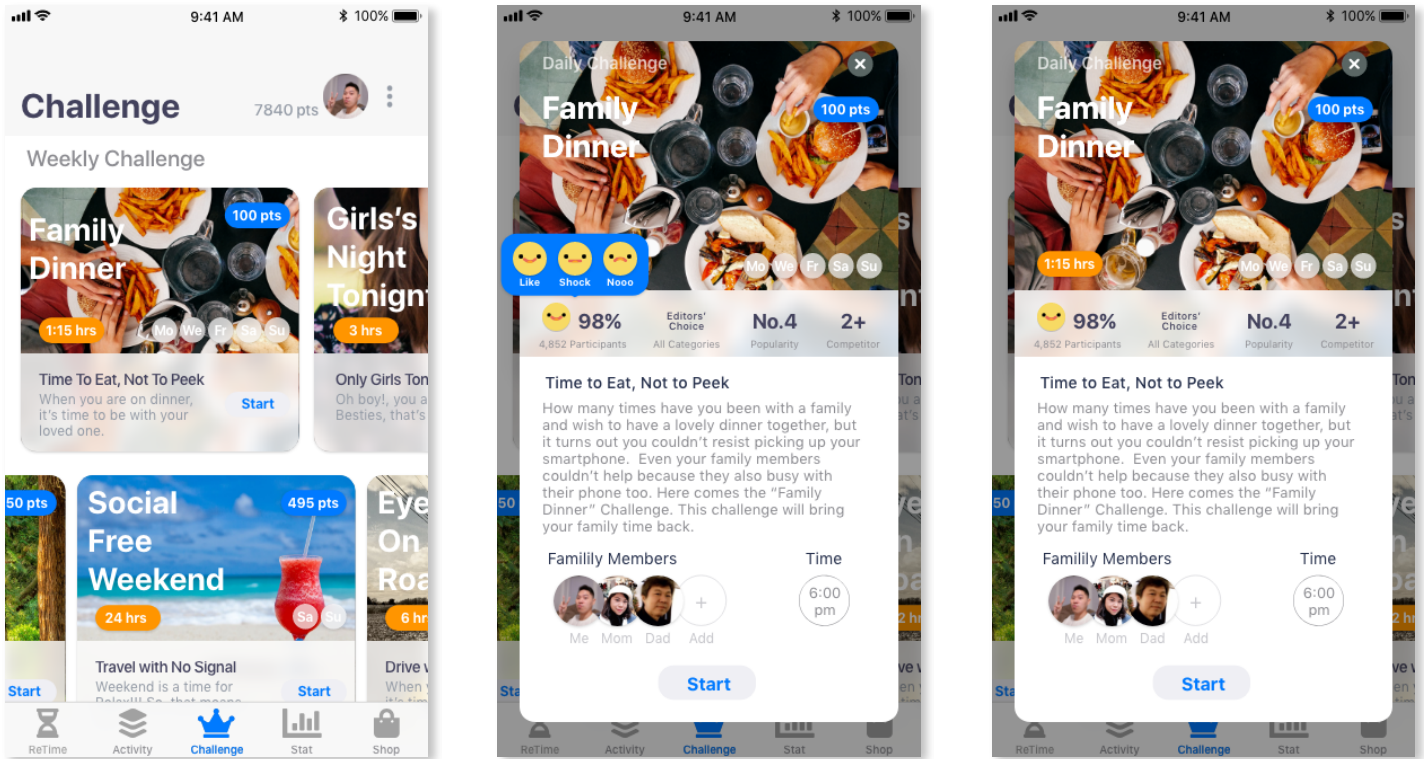 9:41 AM
100%
Challenge
7840 pts
Weekly Challenge
Family
Dinner
100 pts
1:15 hrs
Mo We Fr Sa Su
Time To Eat, Not To Peek
When you are on dinner,
it's time to be with your
loved one.
Start
Girls's
Night
3 hrs
Only Girls
Oh boy!, you a
Besties, that's
50 pts
Start
Social
Free
Weekend
495 pts
24 hrs
Sa Su
Travel with No Signal
Weekend is a time for
Start
Eye
On
Roa
6 hr
Drive
When
ReTime
Activity
Challenge
Stat
Shop
9:41 AM
100%
Daily Challenge
Family
Dinner
100 pts
Like
Shock
Nooo
Mo We Fr Sa Su
98%
4,852 Participants
Editors'
Choice
All Categories
No.4
Popularity
2+
Competitor
Time to Eat, Not to Peek
How many times have you been with a family
and wish to have a lovely dinner together, but
it turns out you couldn't resist picking up your
smartphone.  Even your family members
couldn't help because they also busy with
their phone too. Here comes the “Family
Dinner” Challenge. This challenge will bring
your family time back.
Famililly Members
Time
6:00
pm
Me
Mom
Dad
Add
Start
50
ReTime
Activity
Challenge
Stat
Shop
9:41 AM
100%
Daily Challenge
Family
Dinner
100 pts
1:15 hrs
Mo We Fr Sa Su
98%
4,852 Participants
Editors'
Choice
All Categories
No.4
Popularity
2+
Competitor
Time to Eat, Not to Peek
How many times have you been with a family
and wish to have a lovely dinner together, but
it turns out you couldn't resist picking up your
smartphone.  Even your family members
couldn't help because they also busy with
their phone too. Here comes the “Family
Dinner” Challenge. This challenge will bring
your family time back.
Famililly Members
Time
6:00
pm
Me
Mom
Dad
Add
Start
50
ReTime
Activity
Challenge
Stat
Shop